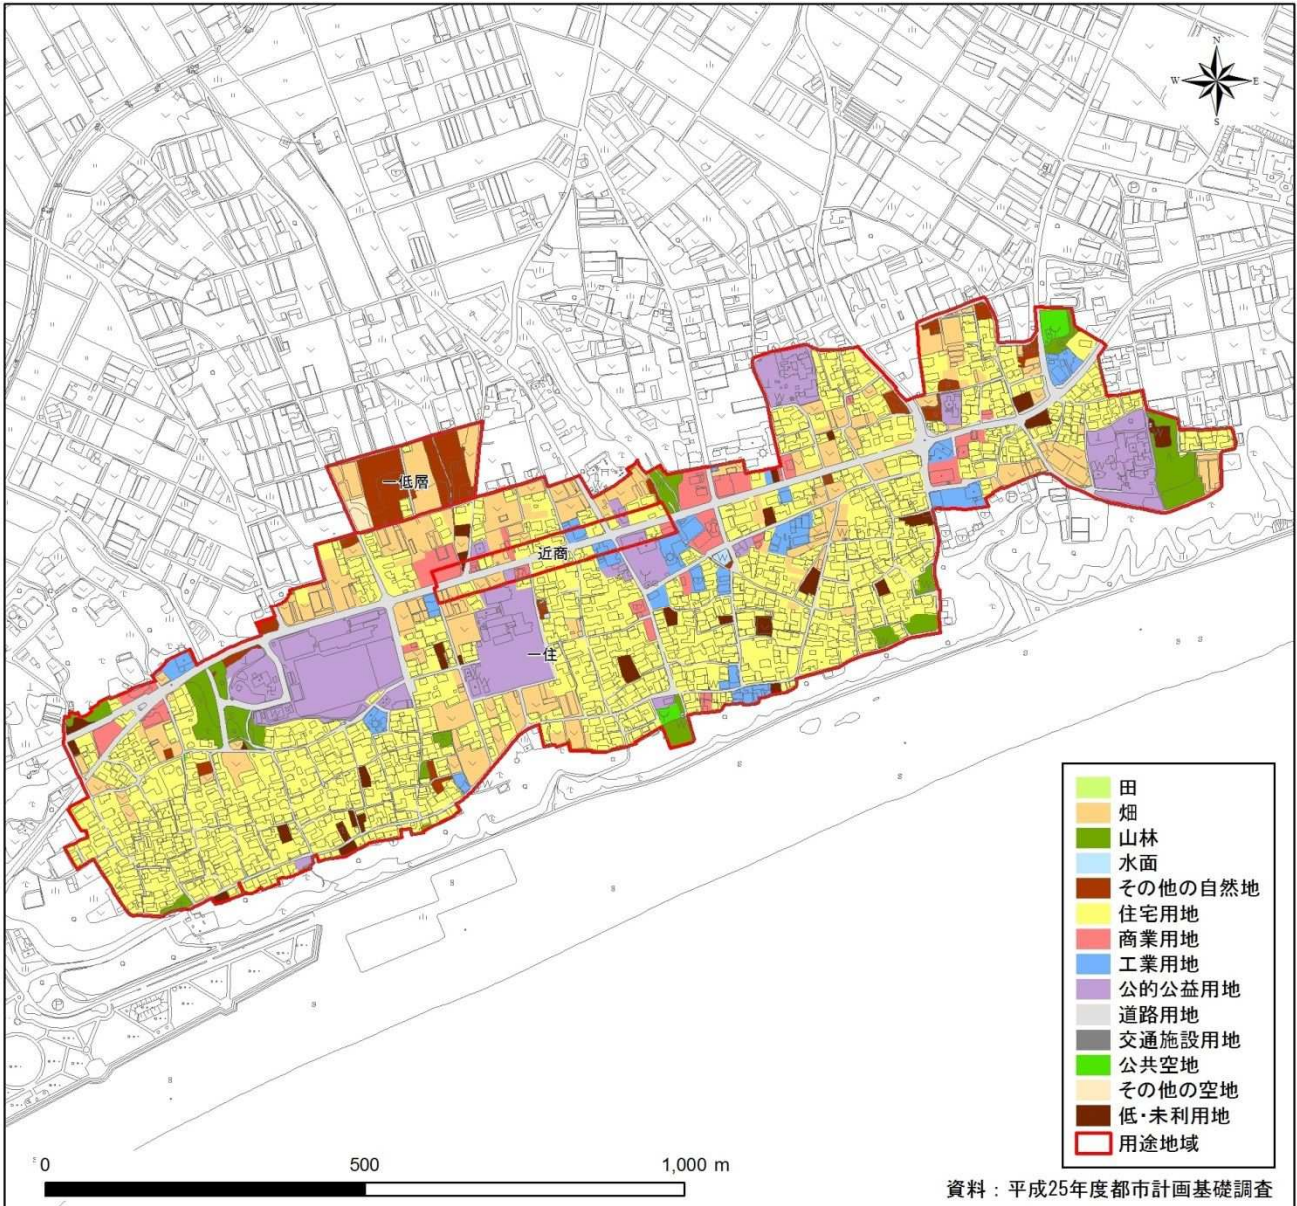 N
W
E
S
一低層
近商
一住
田
畑
山林
水面
その他の自然地
住宅用地
商業用地
工業用地
公的公益用地
道路用地
交通施設用地
公共空地
その他の空地
低・未利用地
用途地域
0 500 1,000 m
資料：平成25年度都市計画基礎調査